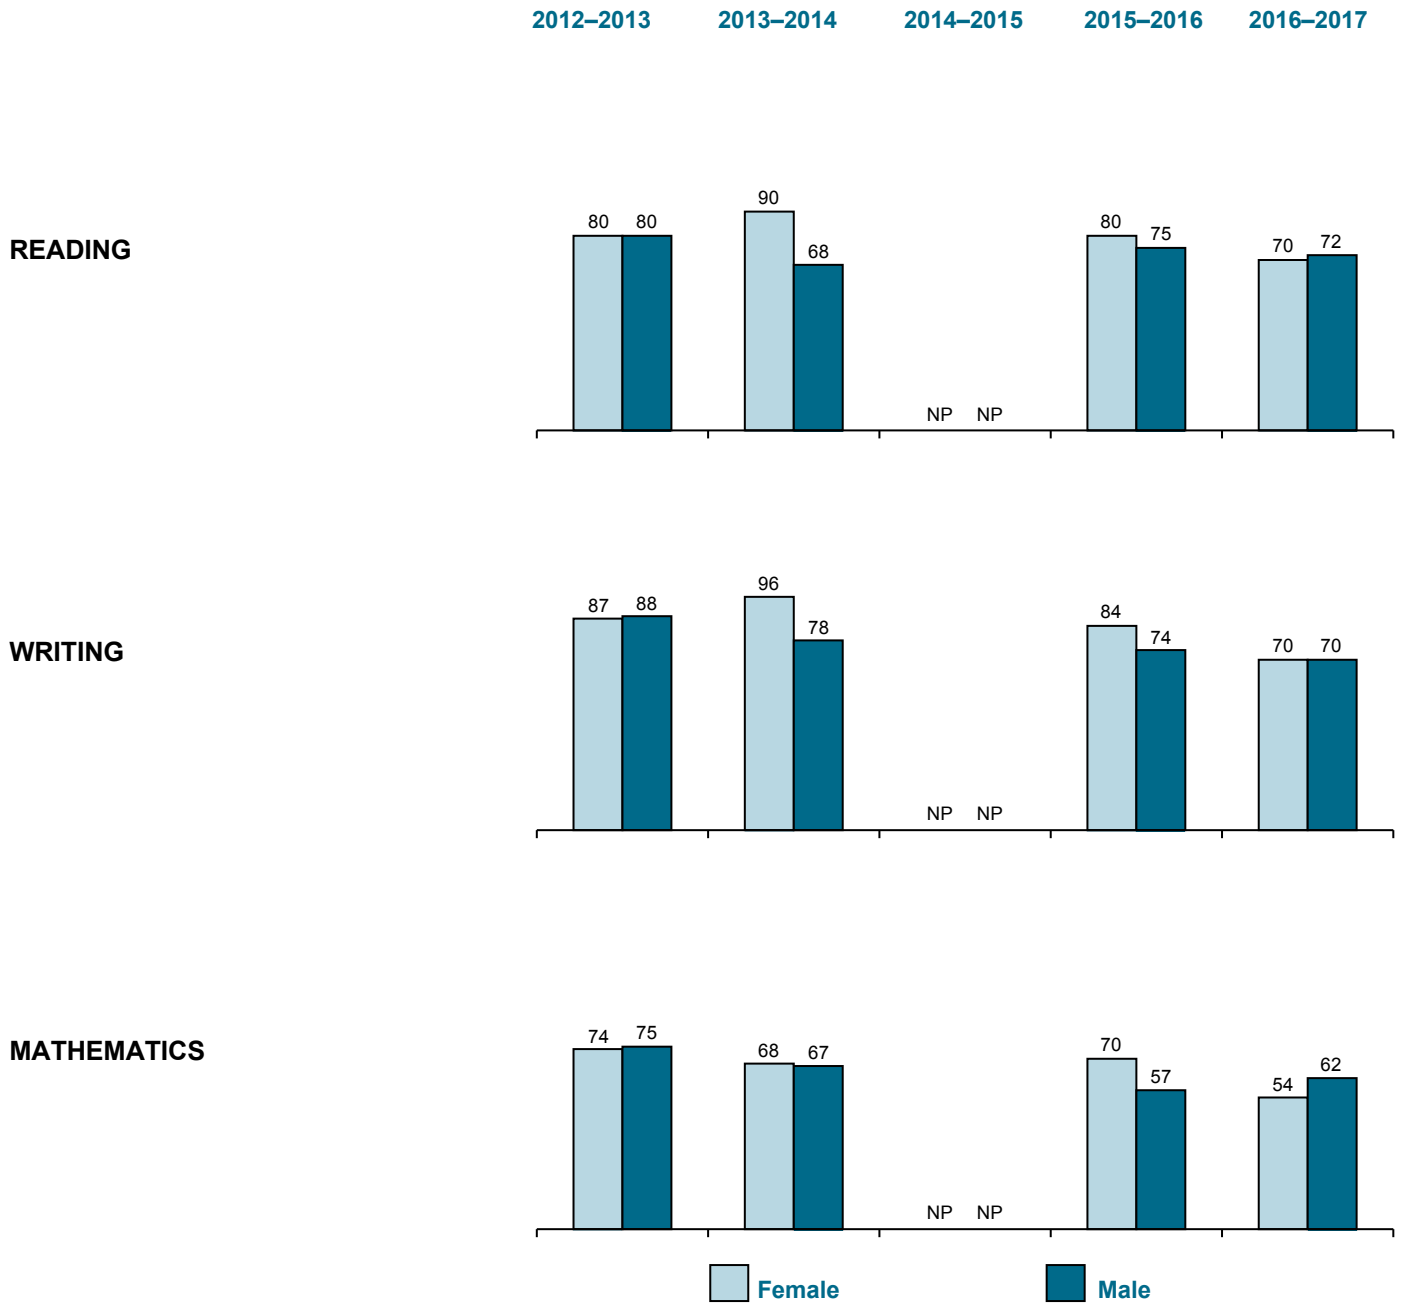 2012–2013 2013–2014 2014–2015 2015–2016 2016–2017
READING
80 80 90 68 NP NP 80 75 70 72
WRITING
87 88 96 78 NP NP 84 74 70 70
MATHEMATICS
74 75 68 67 NP NP 70 57 54 62
Female Male